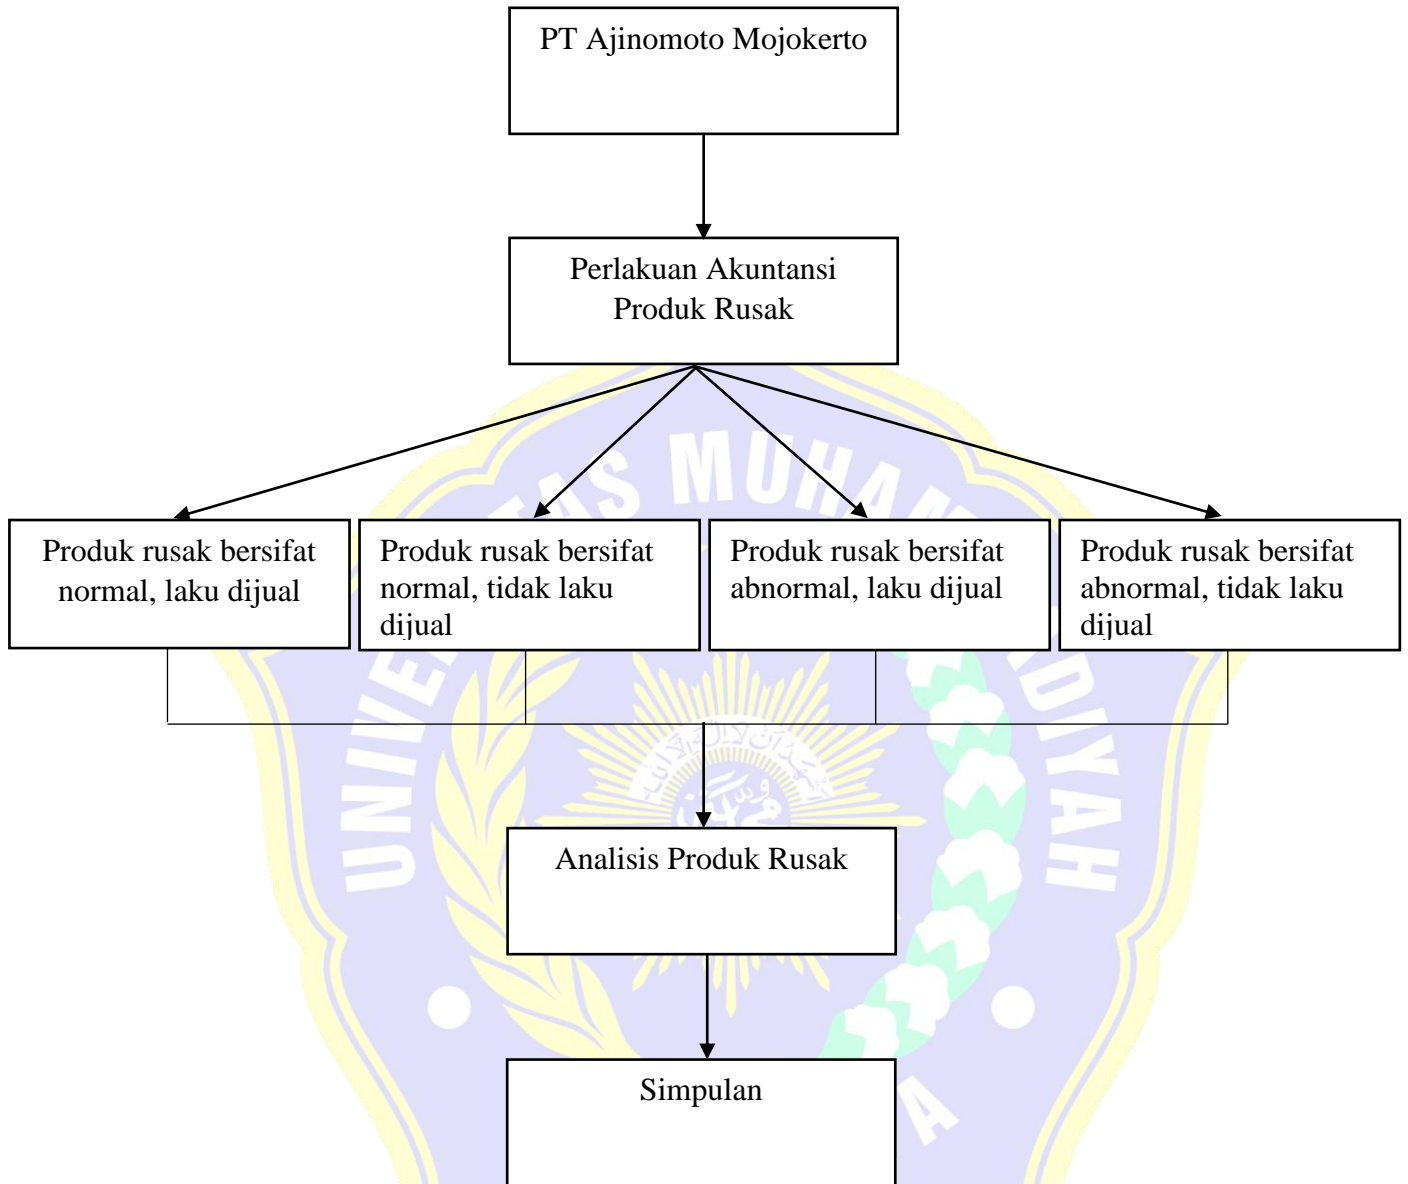 PT Ajinomoto Mojokerto
Perlakuan Akuntansi
Produk Rusak
Produk rusak bersifat
normal, laku dijual
Produk rusak bersifat
normal, tidak laku
dijual
Produk rusak bersifat
abnormal, laku dijual
Produk rusak bersifat
abnormal, tidak laku
dijual
Analisis Produk Rusak
Simpulan